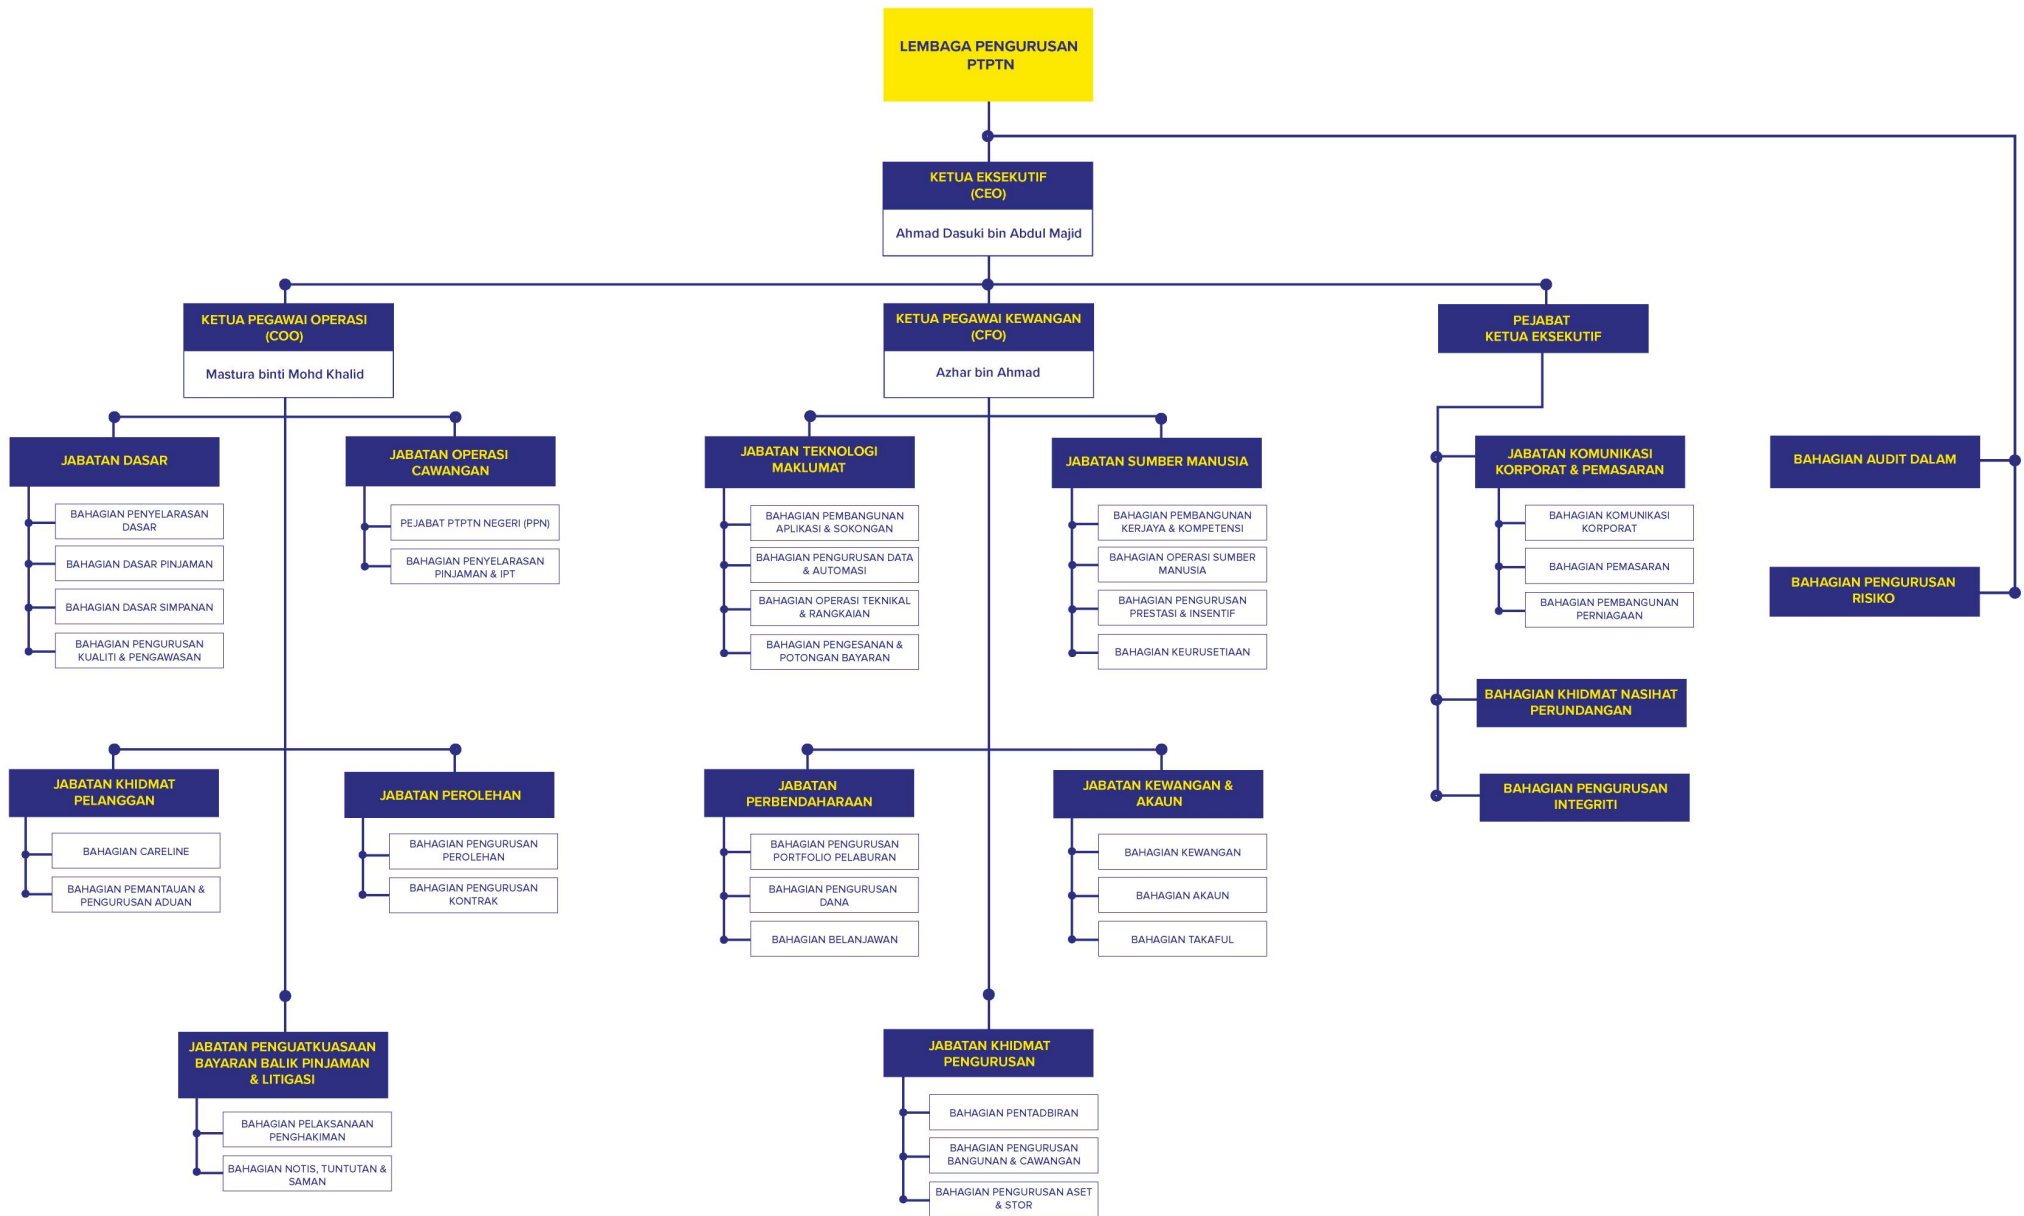 LEMBAGA PENGURUSAN
PTPTN
KETUA EKSEKUTIF
(CEO)
Ahmad Dasuki bin Abdul Majid
KETUA PEGAWAI OPERASI
(COO)
Mastura binti Mohd Khalid
KETUA PEGAWAI KEWANGAN
(CFO)
Azhar bin Ahmad
PEJABAT
KETUA EKSEKUTIF
JABATAN DASAR
BAHAGIAN PENYELARASAN
DASAR
BAHAGIAN DASAR PINJAMAN
BAHAGIAN DASAR SIMPANAN
BAHAGIAN PENGURUSAN
KUALITI & PENGAWASAN
JABATAN OPERASI
CAWANGAN
PEJABAT PTPTN NEGERI (PPN)
BAHAGIAN PENYELARASAN
PINJAMAN & IPT
JABATAN TEKNOLOGI
MAKLUMAT
BAHAGIAN PEMBANGUNAN
APLIKASI & SOKONGAN
BAHAGIAN PENGURUSAN DATA
& AUTOMASI
BAHAGIAN OPERASI TEKNIKAL
& RANGKAIAN
BAHAGIAN PENGESANAN &
POTONGAN BAYARAN
JABATAN SUMBER MANUSIA
BAHAGIAN PEMBANGUNAN
KERJAYA & KOMPETENSI
BAHAGIAN OPERASI SUMBER
MANUSIA
BAHAGIAN PENGURUSAN
PRESTASI & INSENTIF
BAHAGIAN KEURUSETIAAN
JABATAN KOMUNIKASI
KORPORAT & PEMASARAN
BAHAGIAN KOMUNIKASI
KORPORAT
BAHAGIAN PEMASARAN
BAHAGIAN PEMBANGUNAN
PERNIAGAAN
BAHAGIAN AUDIT DALAM
BAHAGIAN PENGURUSAN
RISIKO
BAHAGIAN KHIDMAT NASIHAT
PERUNDANGAN
BAHAGIAN PENGURUSAN
INTEGRITI
JABATAN KHIDMAT
PELANGGAN
BAHAGIAN CARELINE
BAHAGIAN PEMANTAUAN &
PENGURUSAN ADUAN
JABATAN PEROLEHAN
BAHAGIAN PENGURUSAN
PEROLEHAN
BAHAGIAN PENGURUSAN
KONTRAK
JABATAN
PERBENDAHARAAN
BAHAGIAN PENGURUSAN
PORTFOLIO PELABURAN
BAHAGIAN PENGURUSAN
DANA
BAHAGIAN BELANJAWAN
JABATAN KEWANGAN &
AKAUN
BAHAGIAN KEWANGAN
BAHAGIAN AKAUN
BAHAGIAN TAKAFUL
JABATAN PENGUATKUASAAN
BAYARAN BALIK PINJAMAN
& LITIGASI
BAHAGIAN PELAKSANAAN
PENGHAKIMAN
BAHAGIAN NOTIS, TUNTUTAN &
SAMAN
JABATAN KHIDMAT
PENGURUSAN
BAHAGIAN PENTADBIRAN
BAHAGIAN PENGURUSAN
BANGUNAN & CAWANGAN
BAHAGIAN PENGURUSAN ASET
& STOR